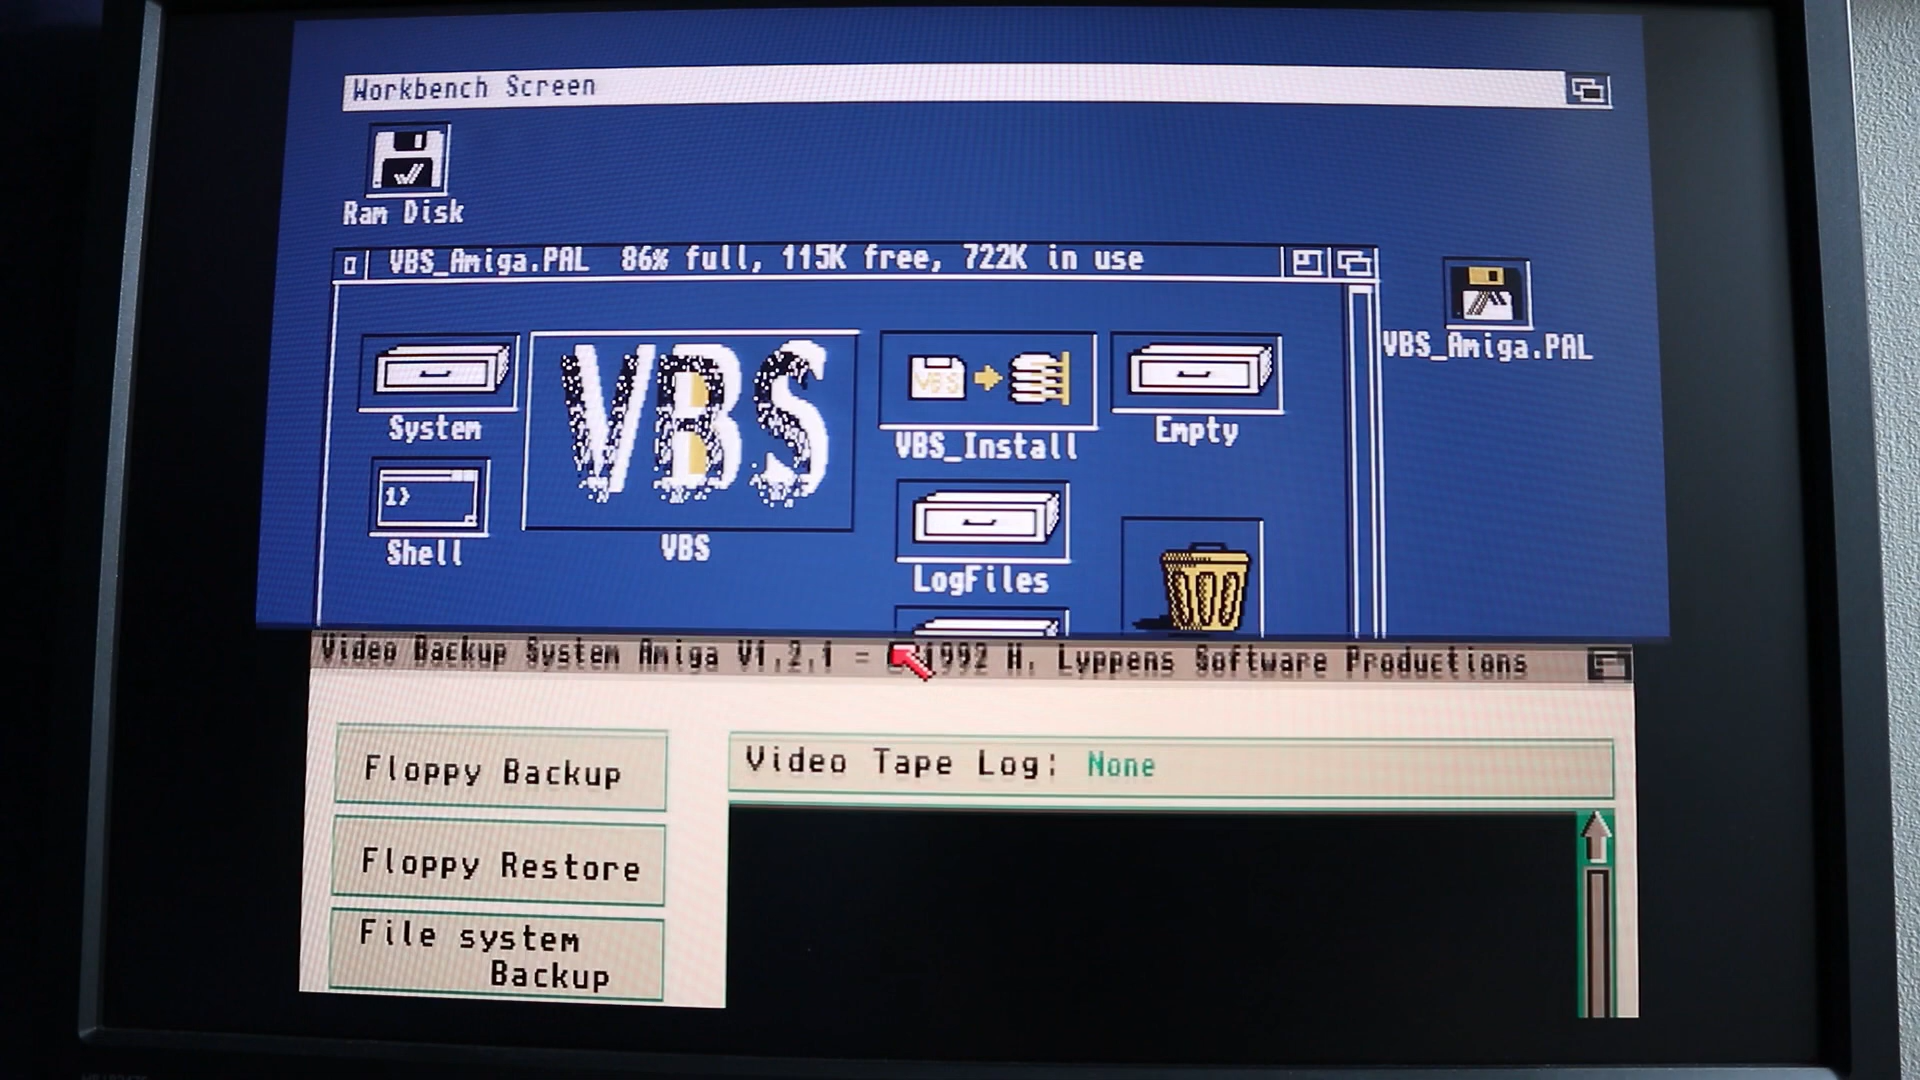 Workbench Screen
Ram Disk
VBS_Amiga.PAL 86% full, 115K free, 722K in use
VBS_Amiga.PAL
System
VBS
VBS
VBS
VBS_Install
Empty
1>
Shell
LogFiles
Video Backup System Amiga V1.2.1 = 1992 H. Lyppens Software Productions
Floppy Backup
Video Tape Log: None
Floppy Restore
File system
Backup